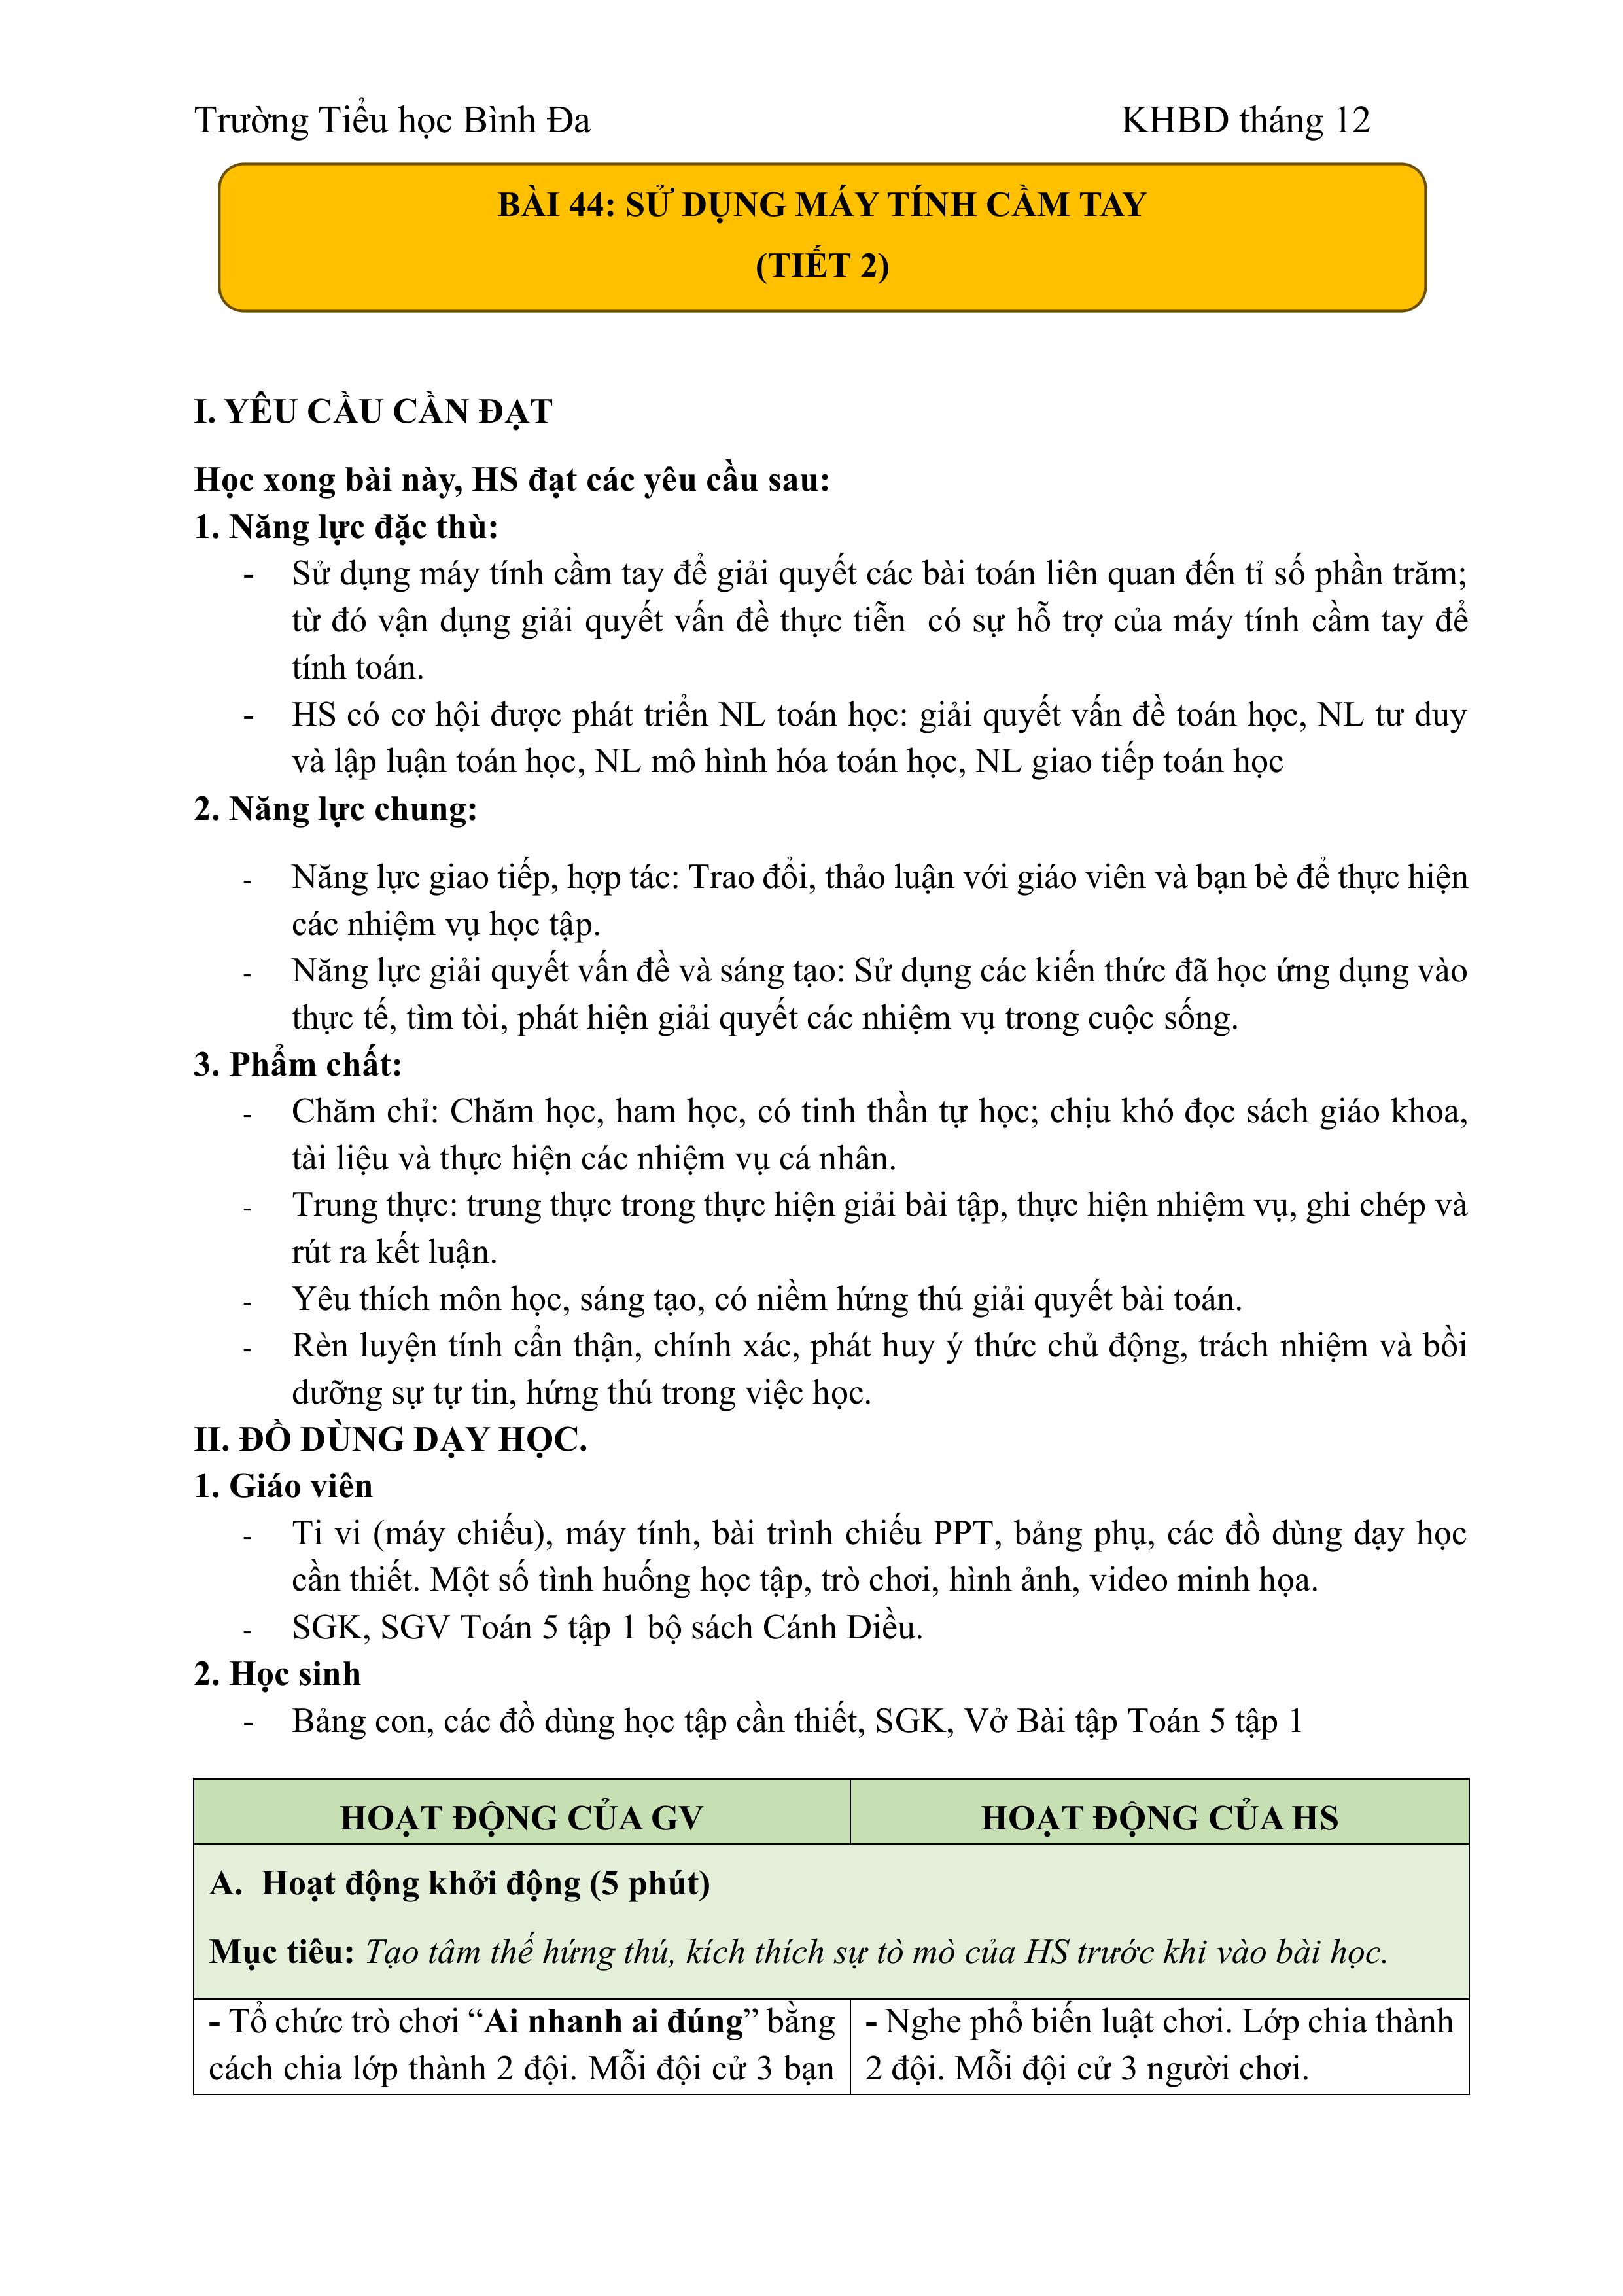 Trường Tiểu học Bình Đa KHBD tháng 12
BÀI 44: SỬ DỤNG MÁY TÍNH CẦM TAY
(TIẾT 2)
I. YÊU CẦU CẦN ĐẠT
Học xong bài này, HS đạt các yêu cầu sau:
1. Năng lực đặc thù:
- Sử dụng máy tính cầm tay để giải quyết các bài toán liên quan đến tỉ số phần trăm;
từ đó vận dụng giải quyết vấn đề thực tiễn có sự hỗ trợ của máy tính cầm tay để
tính toán.
- HS có cơ hội được phát triển NL toán học: giải quyết vấn đề toán học, NL tư duy
và lập luận toán học, NL mô hình hóa toán học, NL giao tiếp toán học
2. Năng lực chung:
- Năng lực giao tiếp, hợp tác: Trao đổi, thảo luận với giáo viên và bạn bè để thực hiện
các nhiệm vụ học tập.
- Năng lực giải quyết vấn đề và sáng tạo: Sử dụng các kiến thức đã học ứng dụng vào
thực tế, tìm tòi, phát hiện giải quyết các nhiệm vụ trong cuộc sống.
3. Phẩm chất:
- Chăm chỉ: Chăm học, ham học, có tinh thần tự học; chịu khó đọc sách giáo khoa,
tài liệu và thực hiện các nhiệm vụ cá nhân.
- Trung thực: trung thực trong thực hiện giải bài tập, thực hiện nhiệm vụ, ghi chép và
rút ra kết luận.
- Yêu thích môn học, sáng tạo, có niềm hứng thú giải quyết bài toán.
- Rèn luyện tính cẩn thận, chính xác, phát huy ý thức chủ động, trách nhiệm và bồi
dưỡng sự tự tin, hứng thú trong việc học.
II. ĐỒ DÙNG DẠY HỌC.
1. Giáo viên
- Ti vi (máy chiếu), máy tính, bài trình chiếu PPT, bảng phụ, các đồ dùng dạy học
cần thiết. Một số tình huống học tập, trò chơi, hình ảnh, video minh họa.
- SGK, SGV Toán 5 tập 1 bộ sách Cánh Diều.
2. Học sinh
- Bảng con, các đồ dùng học tập cần thiết, SGK, Vở Bài tập Toán 5 tập 1
HOẠT ĐỘNG CỦA GV
HOẠT ĐỘNG CỦA HS
A. Hoạt động khởi động (5 phút)
Mục tiêu: Tạo tâm thế hứng thú, kích thích sự tò mò của HS trước khi vào bài học.
- Tổ chức trò chơi “Ai nhanh ai đúng” bằng
cách chia lớp thành 2 đội. Mỗi đội cử 3 bạn
- Nghe phổ biến luật chơi. Lớp chia thành
2 đội. Mỗi đội cử 3 người chơi.